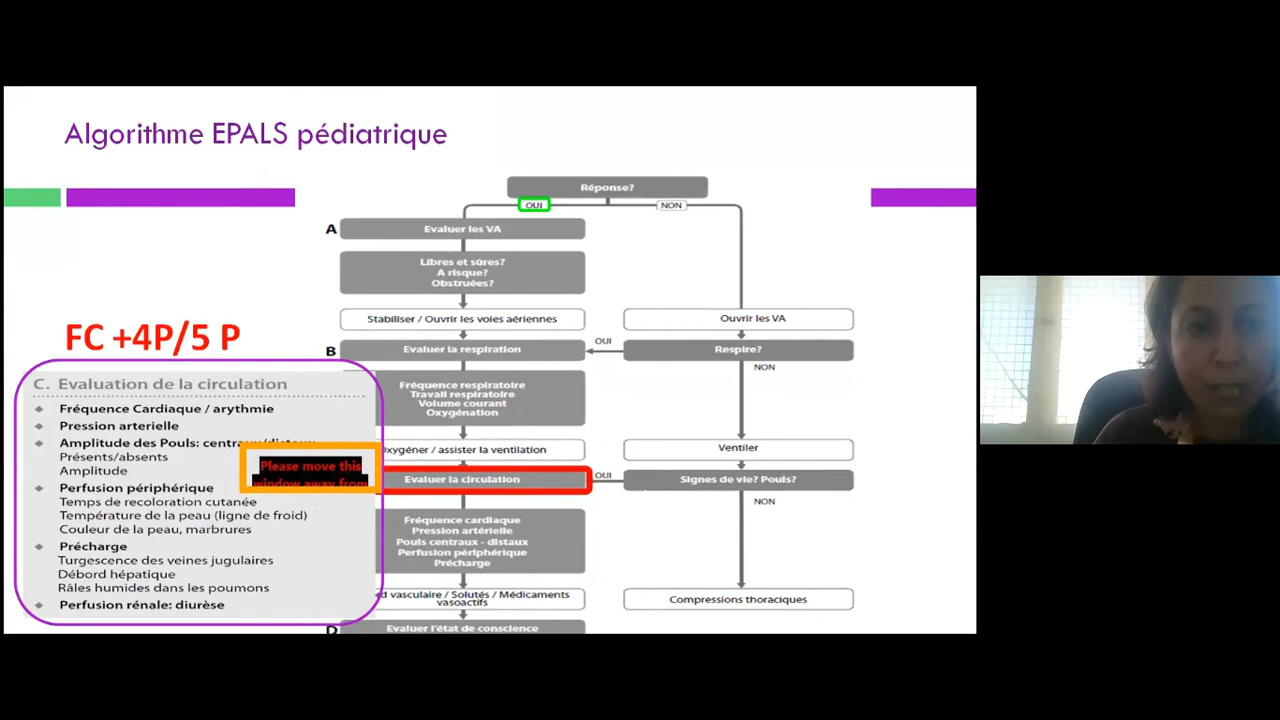 Algorithme EPALS pédiatrique
Réponse?
OUI
NON
A
Evaluer les VA
Libres et sûres?
A risque?
Obstruées?
Stabiliser / Ouvrir les voies aériennes
Ouvrir les VA
FC +4P/5 P
B
Evaluer la respiration
OUI
Respire?
NON
Fréquence respiratoire
Travail respiratoire
Volume courant
Oxygénation
Oxygéner / assister la ventilation
Ventiler
Evaluer la circulation
OUI
Signes de vie? Pouls?
NON
Fréquence cardiaque
Pression artérielle
Pouls centraux - distaux
Perfusion périphérique
Précharge
vasculaire / Solutés / Médicaments
vasoactifs
Compressions thoraciques
D
Evaluer l'état de conscience
C. Evaluation de la circulation
Fréquence Cardiaque / arythmie
Pression arterielle
Amplitude des Pouls: centraux/distaux
Présents/absents
Amplitude
Perfusion périphérique
Temps de recoloration cutanée
Température de la peau (ligne de froid)
Couleur de la peau, marbrures
Précharge
Turgescence des veines jugulaires
Débord hépatique
Râles humides dans les poumons
Perfusion rénale: diurèse
Please move this
window away from